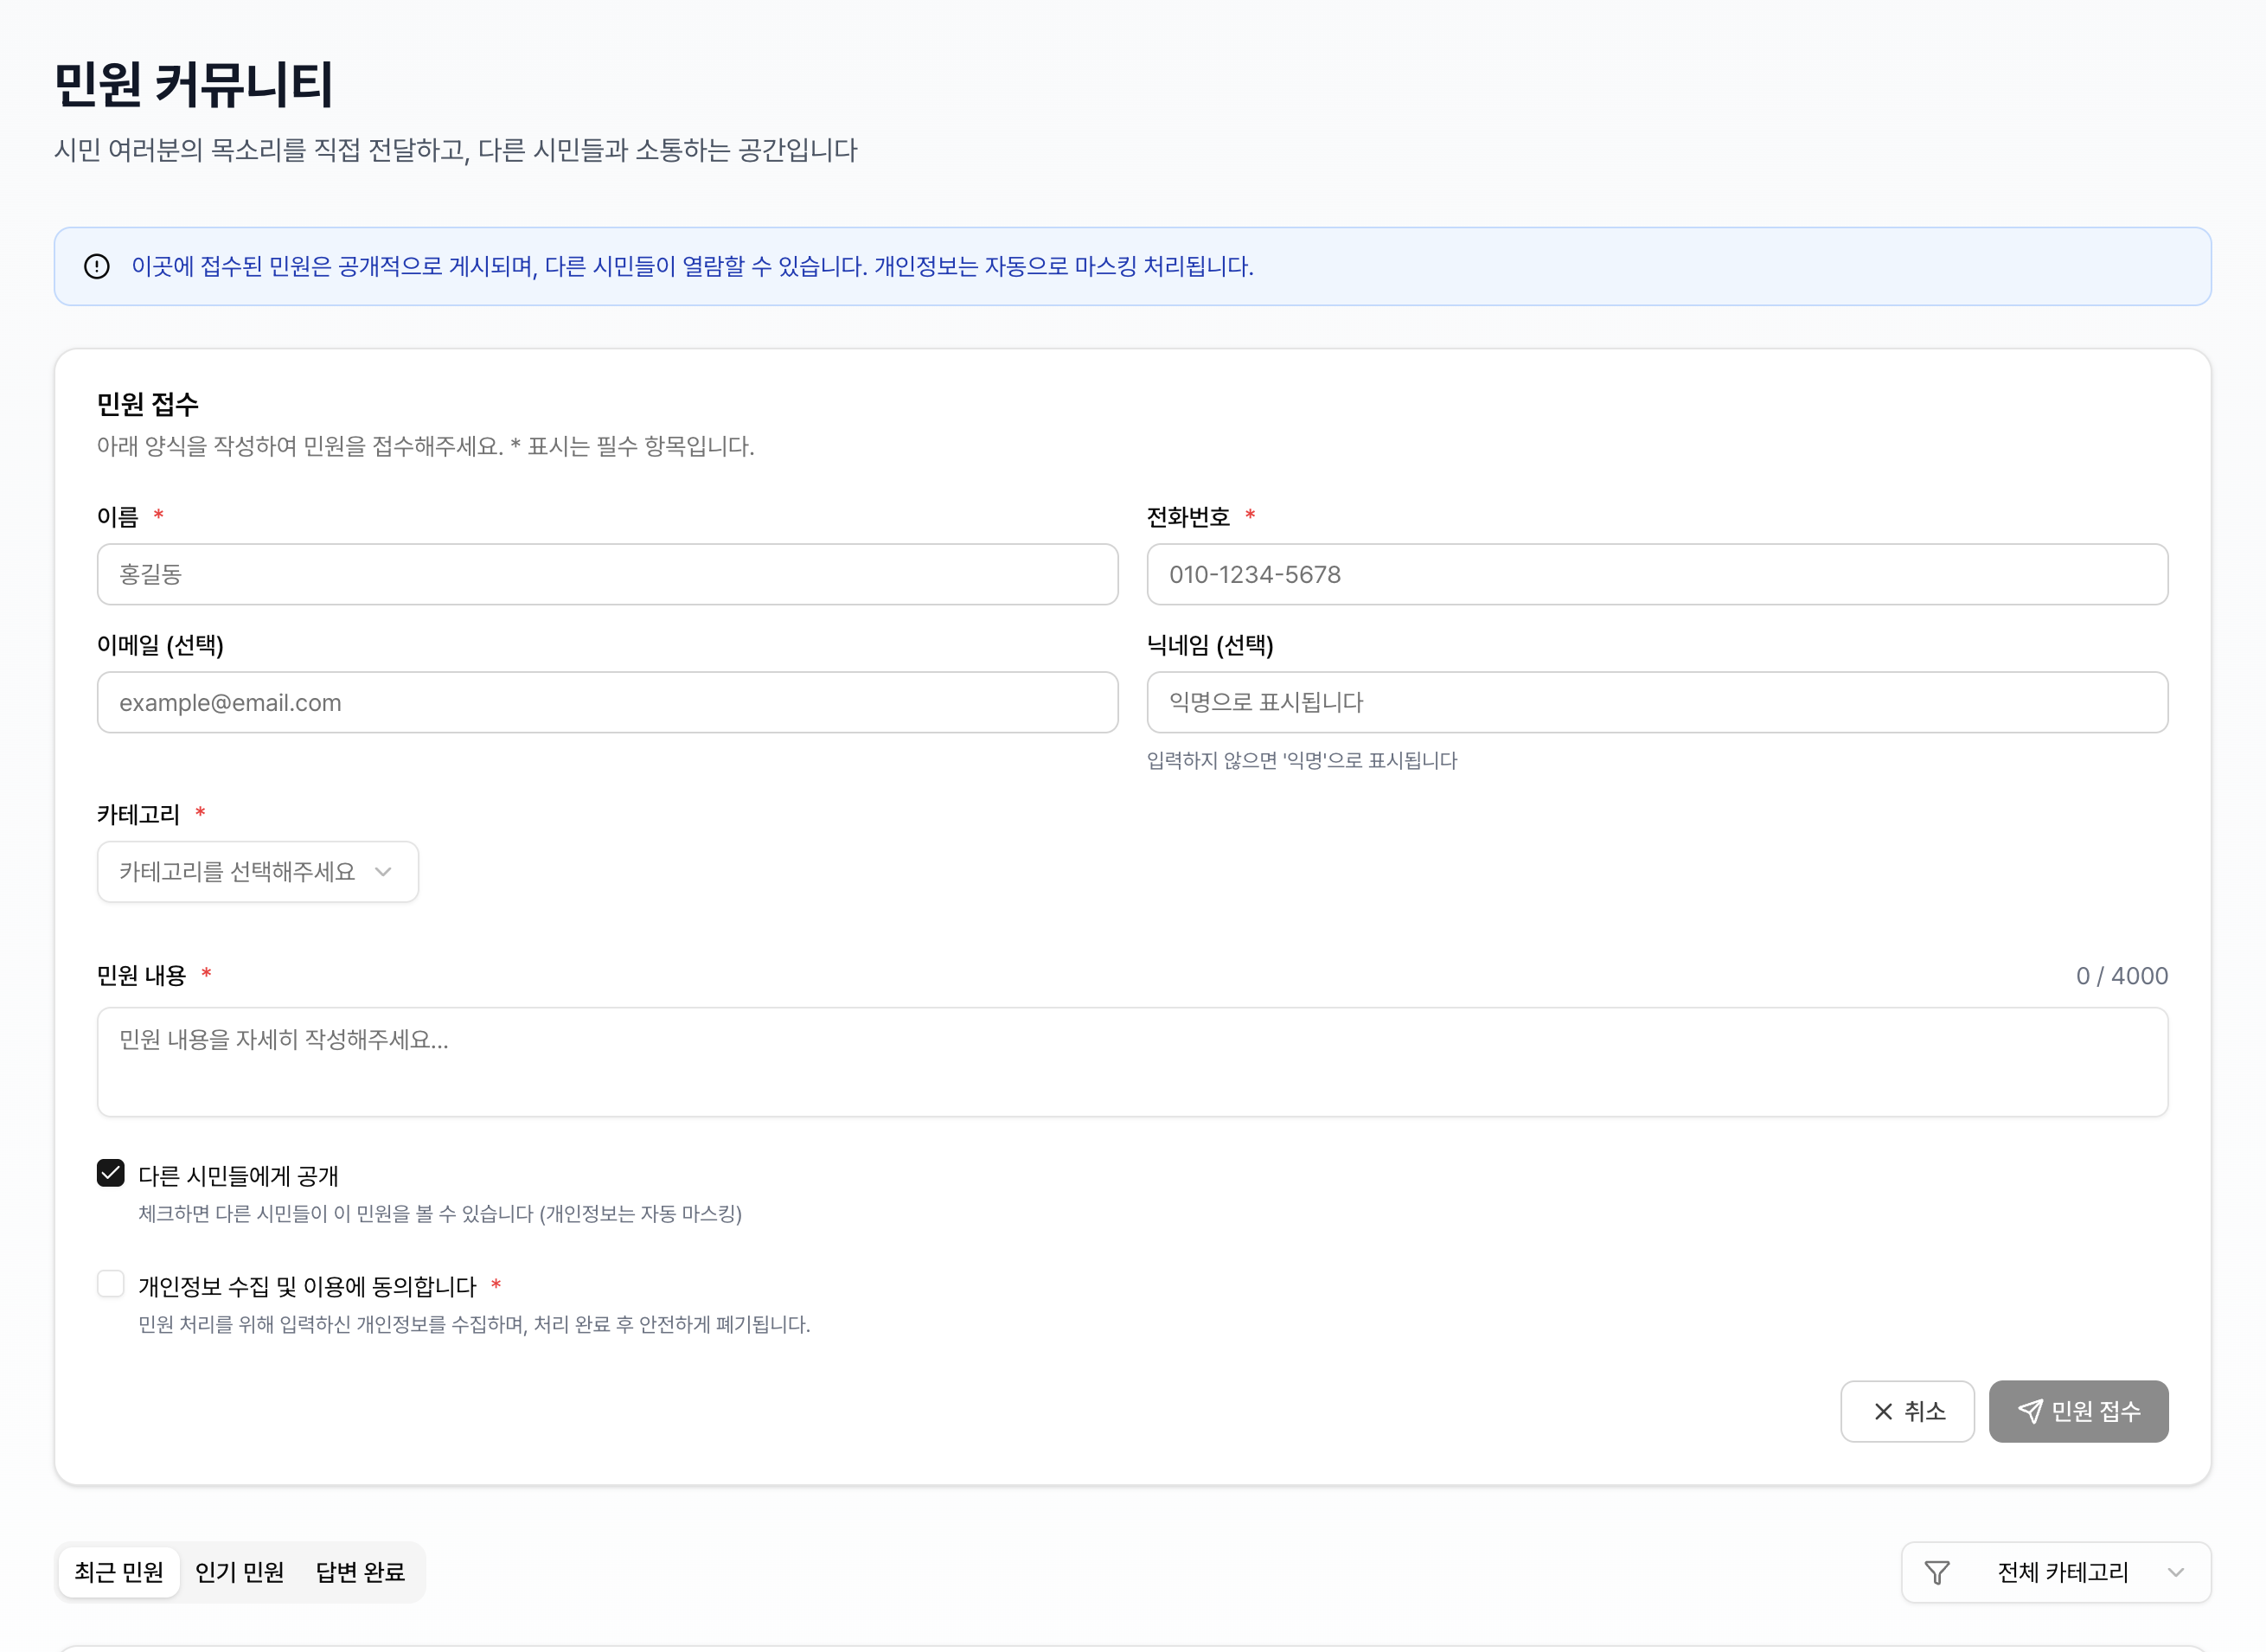 민원 커뮤니티
시민 여러분의 목소리를 직접 전달하고, 다른 시민들과 소통하는 공간입니다
이곳에 접수된 민원은 공개적으로 게시되며, 다른 시민들이 열람할 수 있습니다. 개인정보는 자동으로 마스킹 처리됩니다.
민원 접수
아래 양식을 작성하여 민원을 접수해주세요. * 표시는 필수 항목입니다.
이름 *
홍길동
전화번호 *
010-1234-5678
이메일 (선택)
example@email.com
닉네임 (선택)
익명으로 표시됩니다
입력하지 않으면 '익명'으로 표시됩니다
카테고리 *
카테고리를 선택해주세요
민원 내용 *
0 / 4000
민원 내용을 자세히 작성해주세요...
다른 시민들에게 공개
체크하면 다른 시민들이 이 민원을 볼 수 있습니다 (개인정보는 자동 마스킹)
개인정보 수집 및 이용에 동의합니다 *
민원 처리를 위해 입력하신 개인정보를 수집하며, 처리 완료 후 안전하게 폐기됩니다.
취소
민원 접수
최근 민원
인기 민원
답변 완료
전체 카테고리